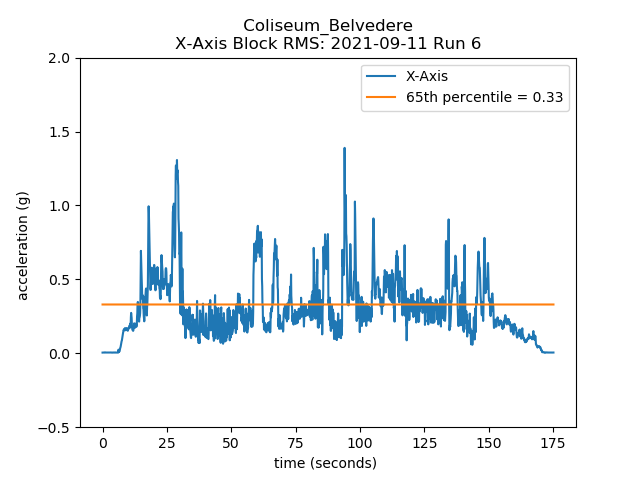 Coliseum_Belvedere
X-Axis Block RMS: 2021-09-11 Run 6
X-Axis
65th percentile = 0.33
acceleration (g)
2.0
1.5
1.0
0.5
0.0
−0.5
0 25 50 75 100 125 150 175
time (seconds)